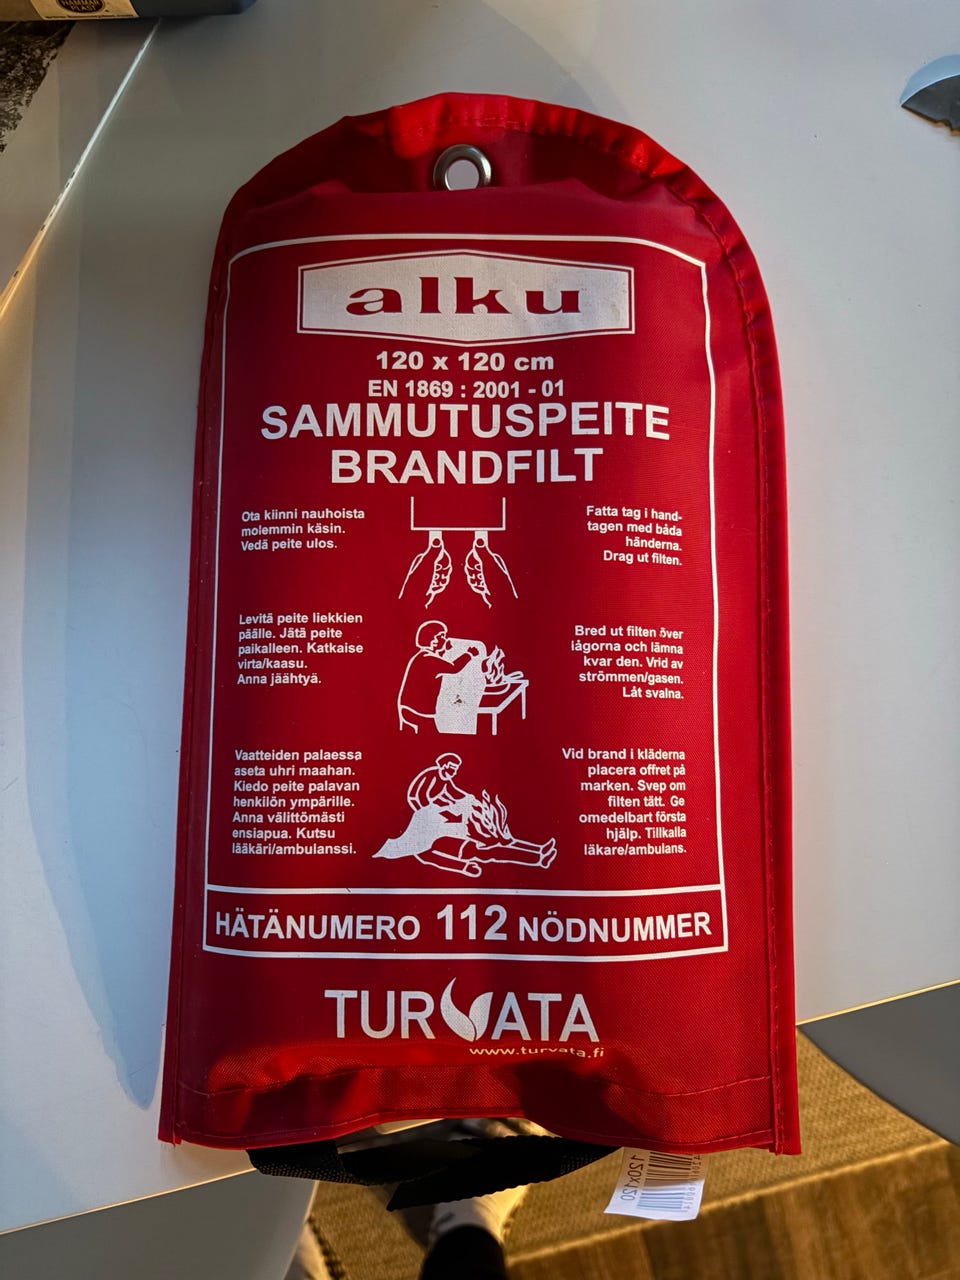 HAMMAR
PLAST
alku
120 x 120 cm
EN 1869 : 2001 - 01
SAMMUTUSPEITE
BRANDFILT
Ota kiinni nauhoista
molemmin käsin.
Vedä peite ulos.
Fatta tag i hand-
tagen med båda
händerna.
Drag ut filten.
Levitä peite liekkien
päälle. Jätä peite
paikalleen. Katkaise
virta/kaasu.
Anna jäähtyä.
Bred ut filten över
lågorna och lämna
kvar den. Vrid av
strömmen/gasen.
Låt svalna.
Vaatteiden palaessa
aseta uhri maahan.
Kiedo peite palavan
henkilön ympärille.
Anna välittömästi
ensiapua. Kutsu
lääkäri/ambulanssi.
Vid brand i kläderna
placera offret på
marken. Svep om
filten tätt. Ge
omedelbart första
hjälp. Tillkalla
läkare/ambulans.
HÄTÄNUMERO 112 NÖDNUMMER
TURVATA
www.turvata.fi
120x120